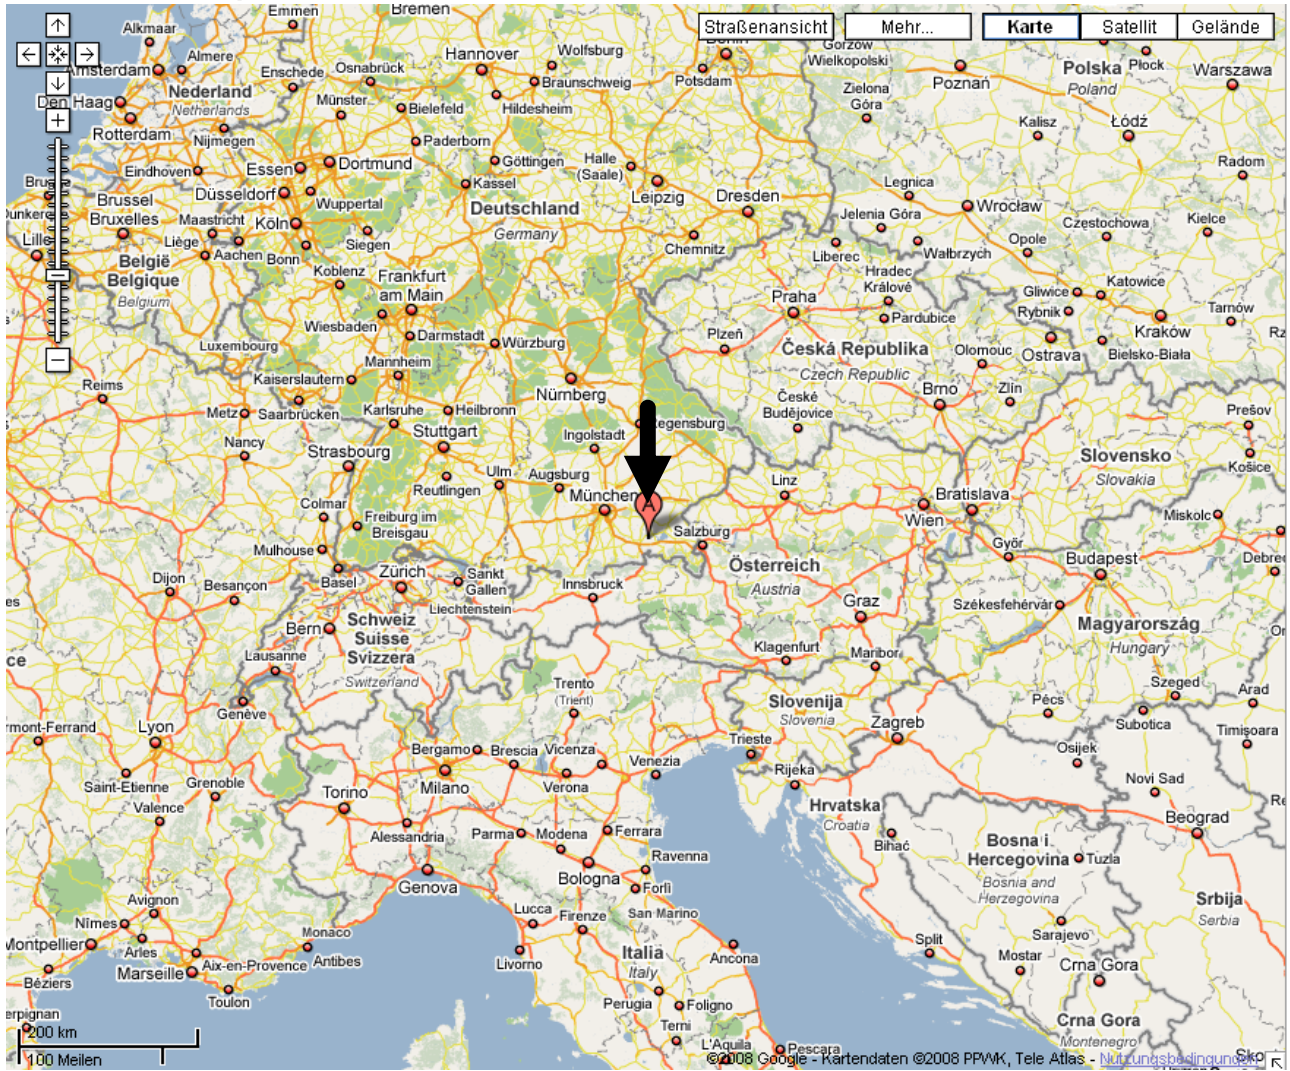 Emmen
Bremen
Straßenansicht
Mehr...
Karte
Satellit
Gelände
Alkmaar
Almere
Amsterdam
Enschede
Osnabrück
Hannover
Wolfsburg
Braunschweig
Potsdam
Gorzów
Wielkopolski
Poznań
Polska
Poland
Płock
Warszawa
Den Haag
Nederland
Netherlands
Rotterdam
Nijmegen
Münster
Bielefeld
Hildesheim
Zielona
Góra
Kalisz
Łódź
Paderborn
Essen
Dortmund
Göttingen
Halle
(Saale)
Radom
Eindhoven
Düsseldorf
Wuppertal
Kassel
Leipzig
Dresden
Legnica
Wrocław
Brussel
Bruxelles
Maastricht
Köln
Siegen
Deutschland
Germany
Jelenia Góra
Częstochowa
Kielce
Lille
Liège
Aachen
Bonn
Chemnitz
Liberec
Wałbrzych
Opole
België
Belgique
Belgium
Koblenz
Frankfurt
am Main
Hradec
Králové
Gliwice
Katowice
Praha
Pardubice
Rybnik
Tarnów
Wiesbaden
Darmstadt
Würzburg
Plzeň
Kraków
Luxembourg
Mannheim
Česká Republika
Czech Republic
Olomouc
Ostrava
Bielsko-Biała
Reims
Kaiserslautern
Nürnberg
České
Budějovice
Brno
Zlín
Metz
Saarbrücken
Karlsruhe
Heilbronn
Prešov
Nancy
Stuttgart
Ingolstadt
Regensburg
Strasbourg
Slovensko
Slovakia
Košice
Reutlingen
Ulm
Augsburg
München
A
Linz
Bratislava
Wien
Colmar
Freiburg im
Breisgau
Miskolc
Mulhouse
Salzburg
Győr
Budapest
Dijon
Besançon
Basel
Zürich
Sankt
Gallen
Innsbruck
Österreich
Austria
Liechtenstein
Graz
Székesfehérvár
Bern
Schweiz
Suisse
Svizzera
Switzerland
Magyarország
Hungary
Lausanne
Klagenfurt
Maribor
Genève
Trento
(Trient)
Slovenija
Slovenia
Pécs
Szeged
Arad
Lyon
Zagreb
Subotica
Timişoara
Bergamo
Brescia
Vicenza
Venezia
Trieste
Osijek
Saint-Etienne
Grenoble
Milano
Verona
Rijeka
Novi Sad
Valence
Torino
Hrvatska
Croatia
Beograd
Alessandria
Parma
Modena
Ferrara
Bihać
Bosna i
Hercegovina
Tuzla
Bosnia and
Herzegovina
Genova
Bologna
Ravenna
Forlì
Avignon
Nîmes
Lucca
Firenze
San Marino
Srbija
Serbia
Montpellier
Arles
Monaco
Antibes
Italia
Italy
Split
Sarajevo
Mostar
Marseille
Aix-en-Provence
Livorno
Ancona
Crna Gora
Béziers
Toulon
Perugia
Foligno
Crna Gora
Montenegro
Terni
200 km
100 Meilen
L'Aquila
Pescara
©2008 Google - Kartendaten ©2008 PPWK, Tele Atlas - Nutzungsbedingungen